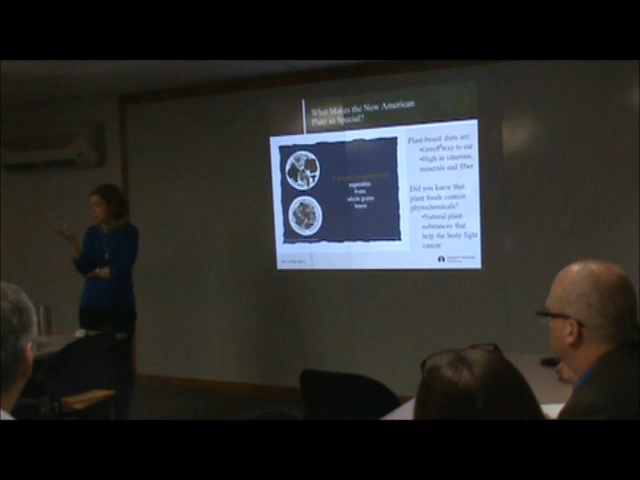 What Makes the New American
Plate so Special?
Plant-based diets are:
•Great way to eat
•High in vitamins,
minerals and fiber
vegetables
fruits
whole grains
beans
Did you know that
plant foods contain
phytochemicals?
•Natural plant
substances that
help the body fight
cancer